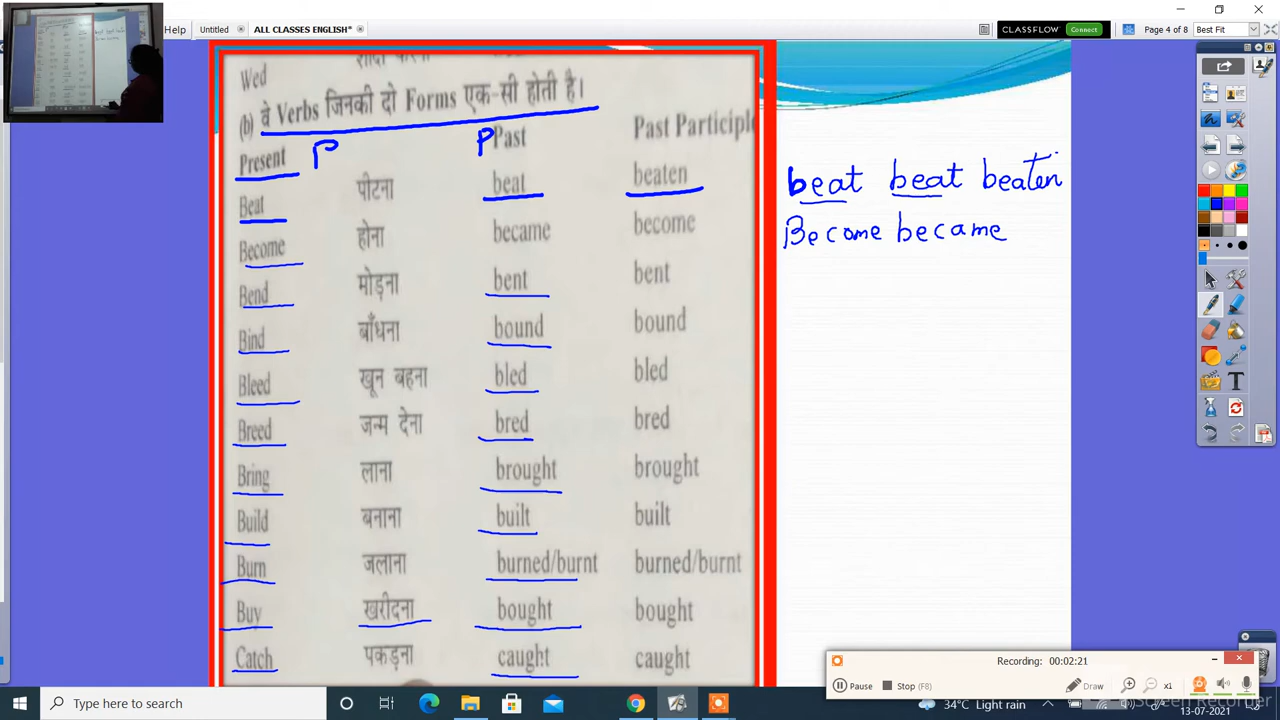 Help Untitled ALL CLASSES ENGLISH* CLASSFLOW Connect Page 4 of 8 Best Fit
Wed शादी करना
(b) वे Verbs जिनकी दो Forms एक-सी होती है।
Present P P Past Past Participle
Beat पीटना beat beaten
Become होना became become
Bend मोड़ना bent bent
Bind बाँधना bound bound
Bleed खून बहना bled bled
Breed जन्म देना bred bred
Bring लाना brought brought
Build बनाना built built
Burn जलाना burned/burnt burned/burnt
Buy खरीदना bought bought
Catch पकड़ना caught caught
beat beat beaten
Become became
Recording: 00:02:21
Pause Stop (F8) Draw x1
Screen Recorder
Type here to search 34°C Light rain 13-07-2021